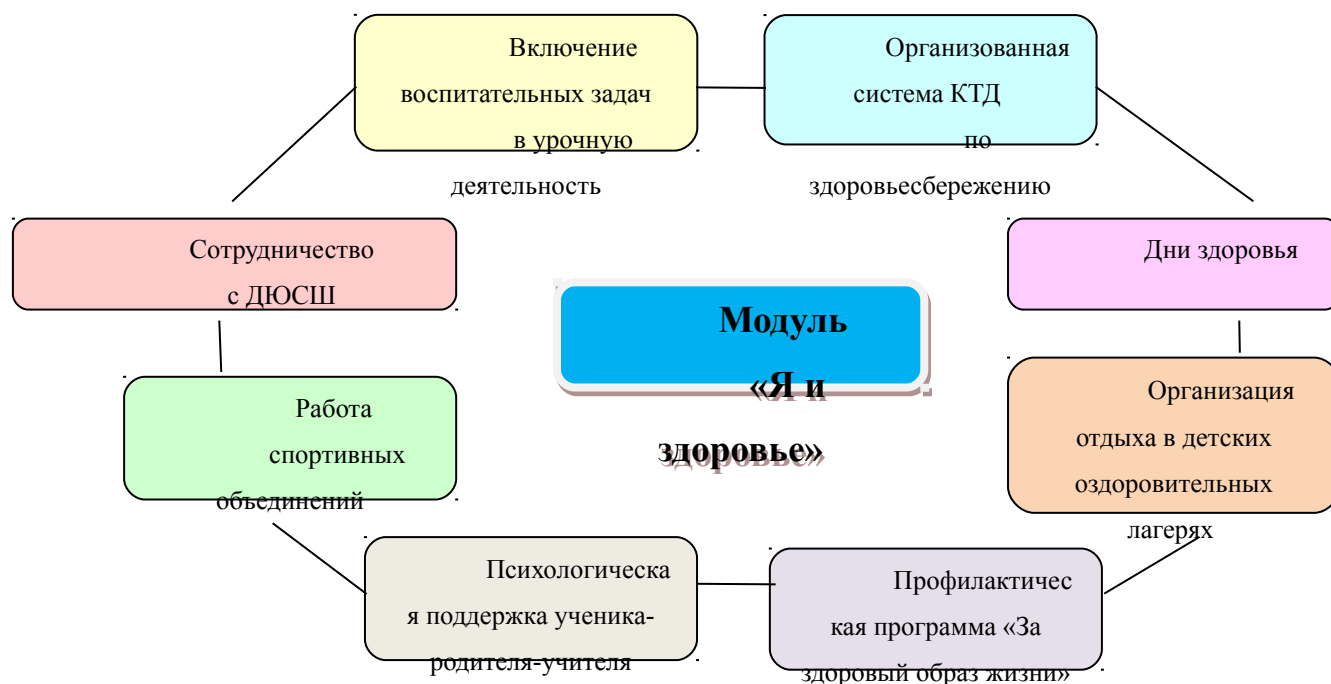 Включение
воспитательных задач
в урочную
деятельность
Организованная
система КТД
по
здоровьесбережению
Сотрудничество
с ДЮСШ
Дни здоровья
Модуль
«Я и
здоровье»
Работа
спортивных
объединений
Организация
отдыха в детских
оздоровительных
лагерях
Психологическа
я поддержка ученика-
родителя-учителя
Профилактичес
кая программа «За
здоровый образ жизни»